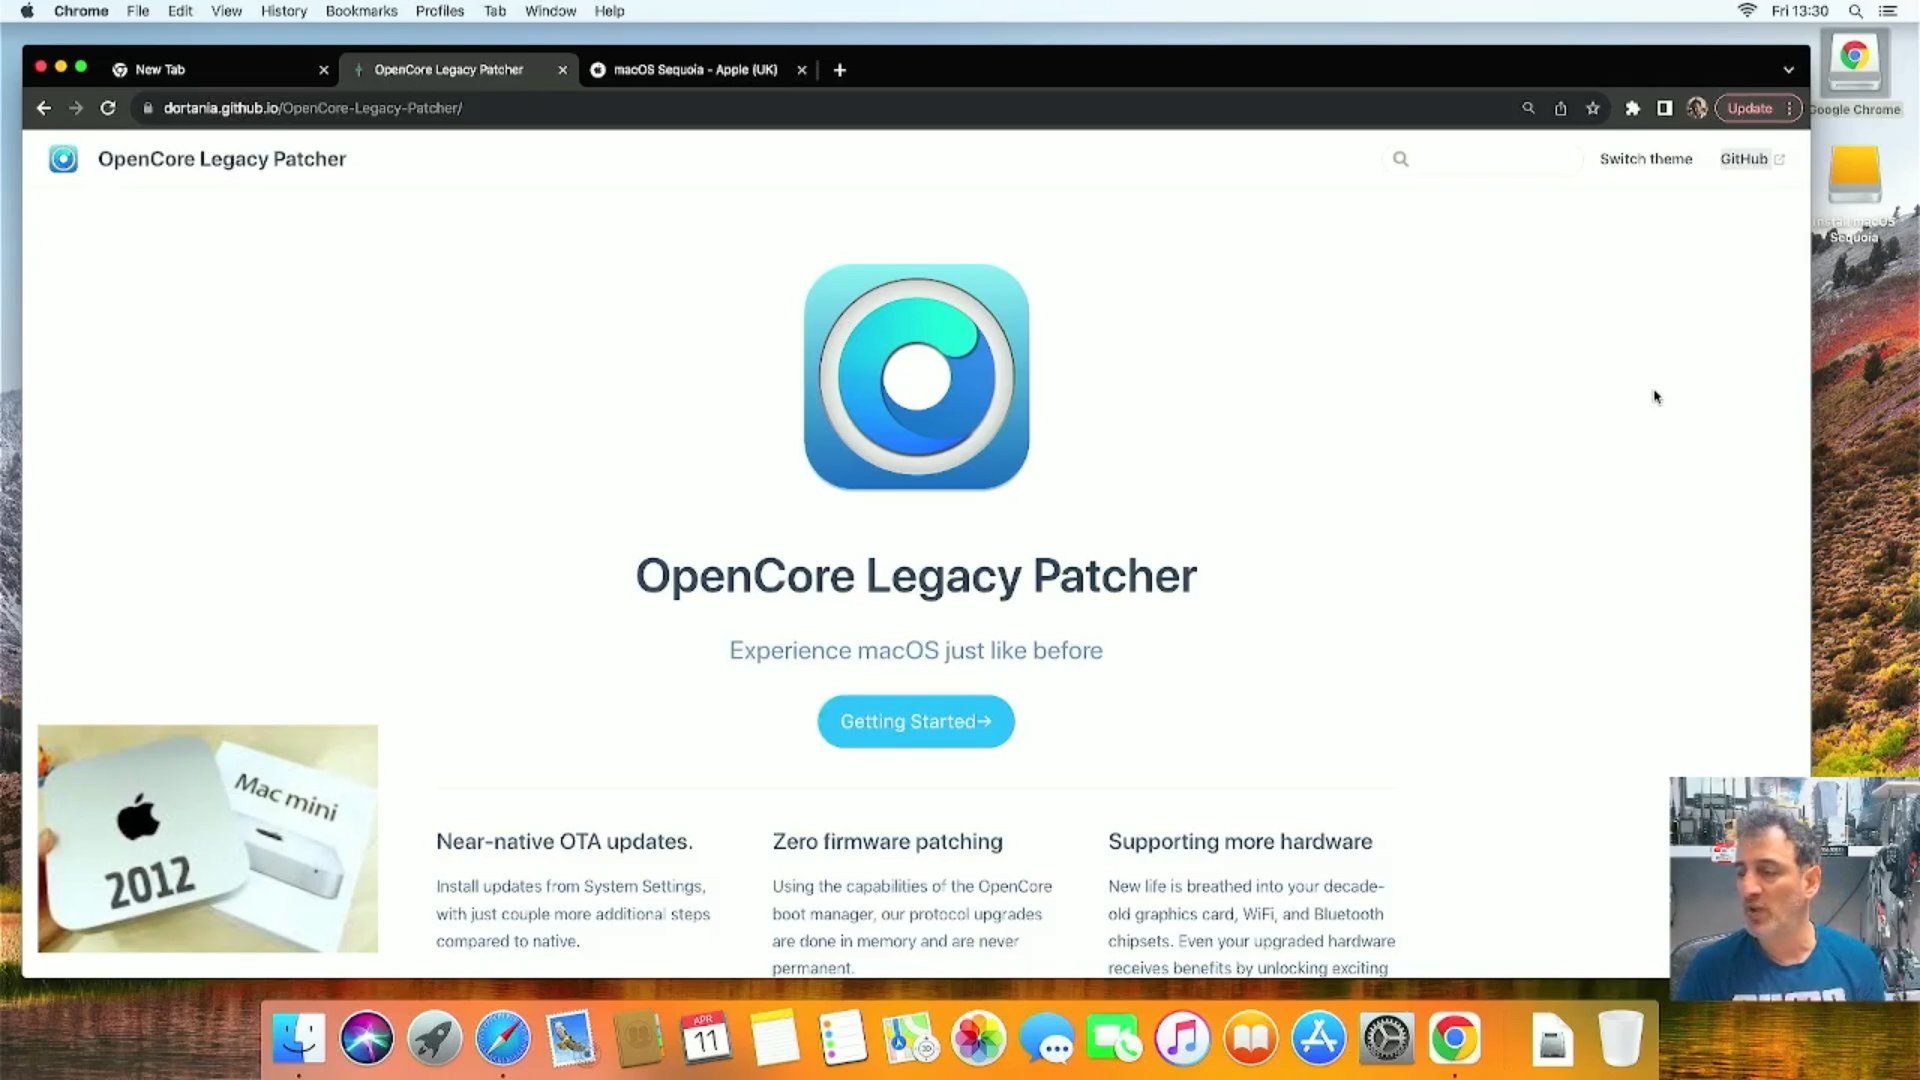 Chrome File Edit View History Bookmarks Profiles Tab Window Help
Fri 13:30
New Tab
OpenCore Legacy Patcher
macOS Sequoia - Apple (UK)
dortania.github.io/OpenCore-Legacy-Patcher/
Update
Google Chrome
OpenCore Legacy Patcher
Switch theme
GitHub
Install macOS
Sequoia
OpenCore Legacy Patcher
Experience macOS just like before
Getting Started→
Mac mini
2012
Near-native OTA updates.
Install updates from System Settings,
with just couple more additional steps
compared to native.
Zero firmware patching
Using the capabilities of the OpenCore
boot manager, our protocol upgrades
are done in memory and are never
permanent.
Supporting more hardware
New life is breathed into your decade-
old graphics card, WiFi, and Bluetooth
chipsets. Even your upgraded hardware
receives benefits by unlocking exciting
APR
11